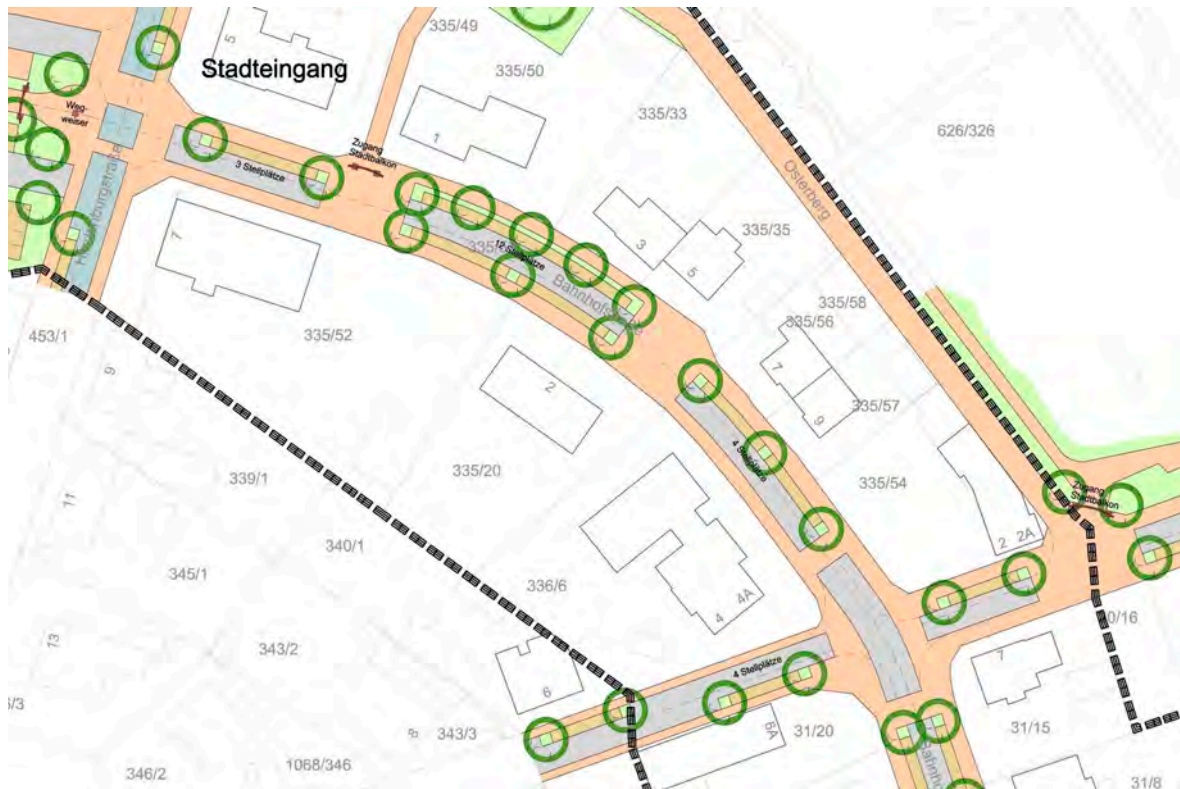 335/49
5
Stadteingang
335/50
Weg-
weiser
335/33
626/326
1
Zugang
Stadtbalkon
3 Stellplätze
Osterberg
7
3
335/35
12 Stellplätze
5
335/58
453/1
335/52
335/56
9
2
7
335/57
9
4 Stellplätze
335/20
339/1
335/54
11
Zugang
Stadtbalkon
340/1
2 2A
345/1
336/6
4A
4
13
343/2
4 Stellplätze
7
6
343/3
8
6A
31/20
31/15
346/2
1068/346
31/8